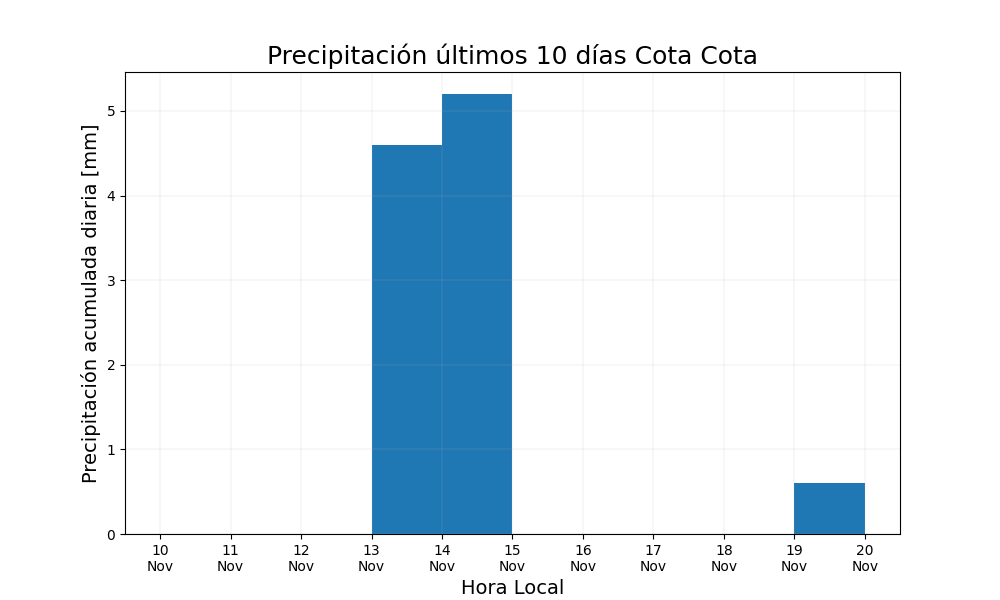 Precipitación últimos 10 días Cota Cota
Precipitación acumulada diaria [mm]
5
4
3
2
1
0
10 11 12 13 14 15 16 17 18 19 20
Nov Nov Nov Nov Nov Nov Nov Nov Nov Nov Nov
Hora Local